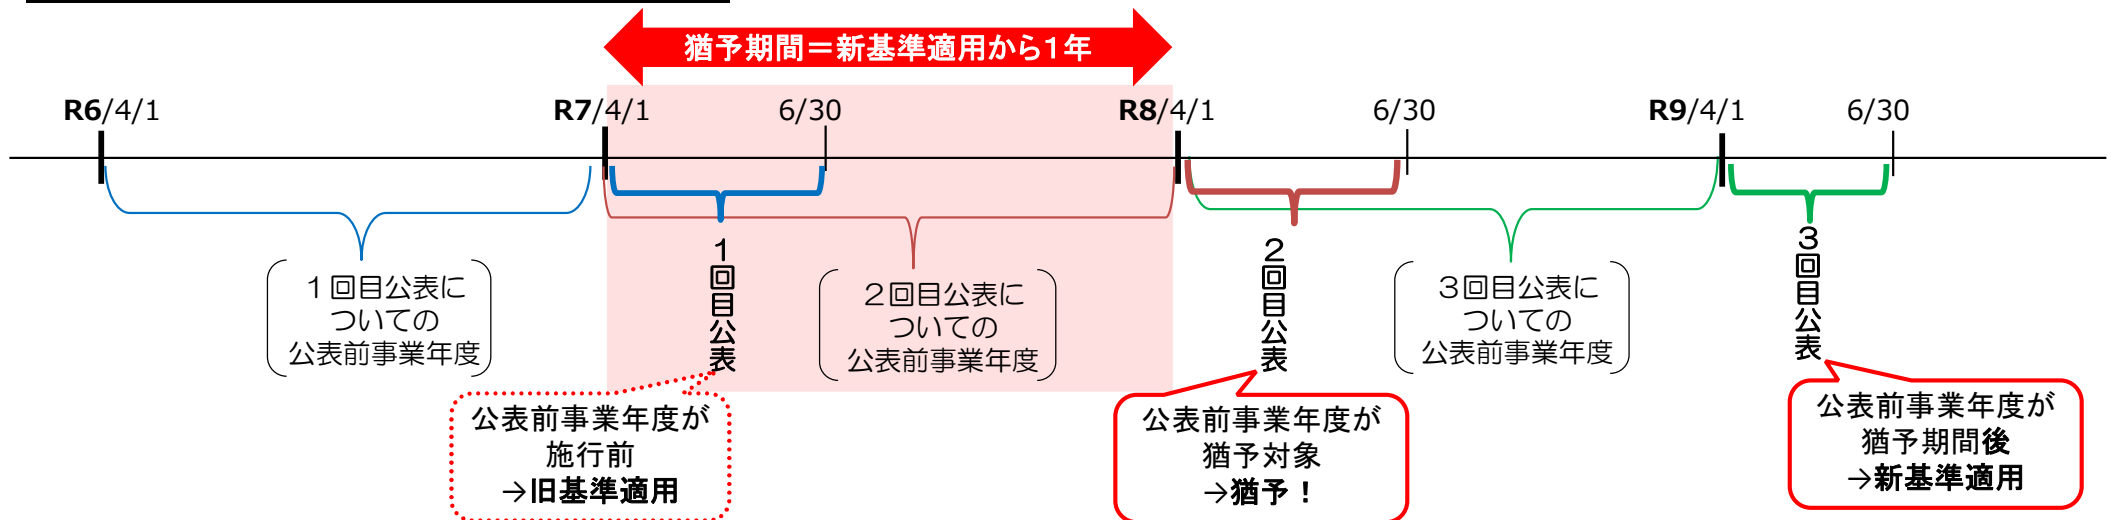 猶予期間＝新基準適用から１年
R6/4/1
R7/4/1
6/30
R8/4/1
6/30
R9/4/1
6/30
１回目公表に
ついての
公表前事業年度
１回目公表
２回目公表に
ついての
公表前事業年度
２回目公表
３回目公表に
ついての
公表前事業年度
３回目公表
公表前事業年度が
施行前
→旧基準適用
公表前事業年度が
猶予対象
→猶予！
公表前事業年度が
猶予期間後
→新基準適用